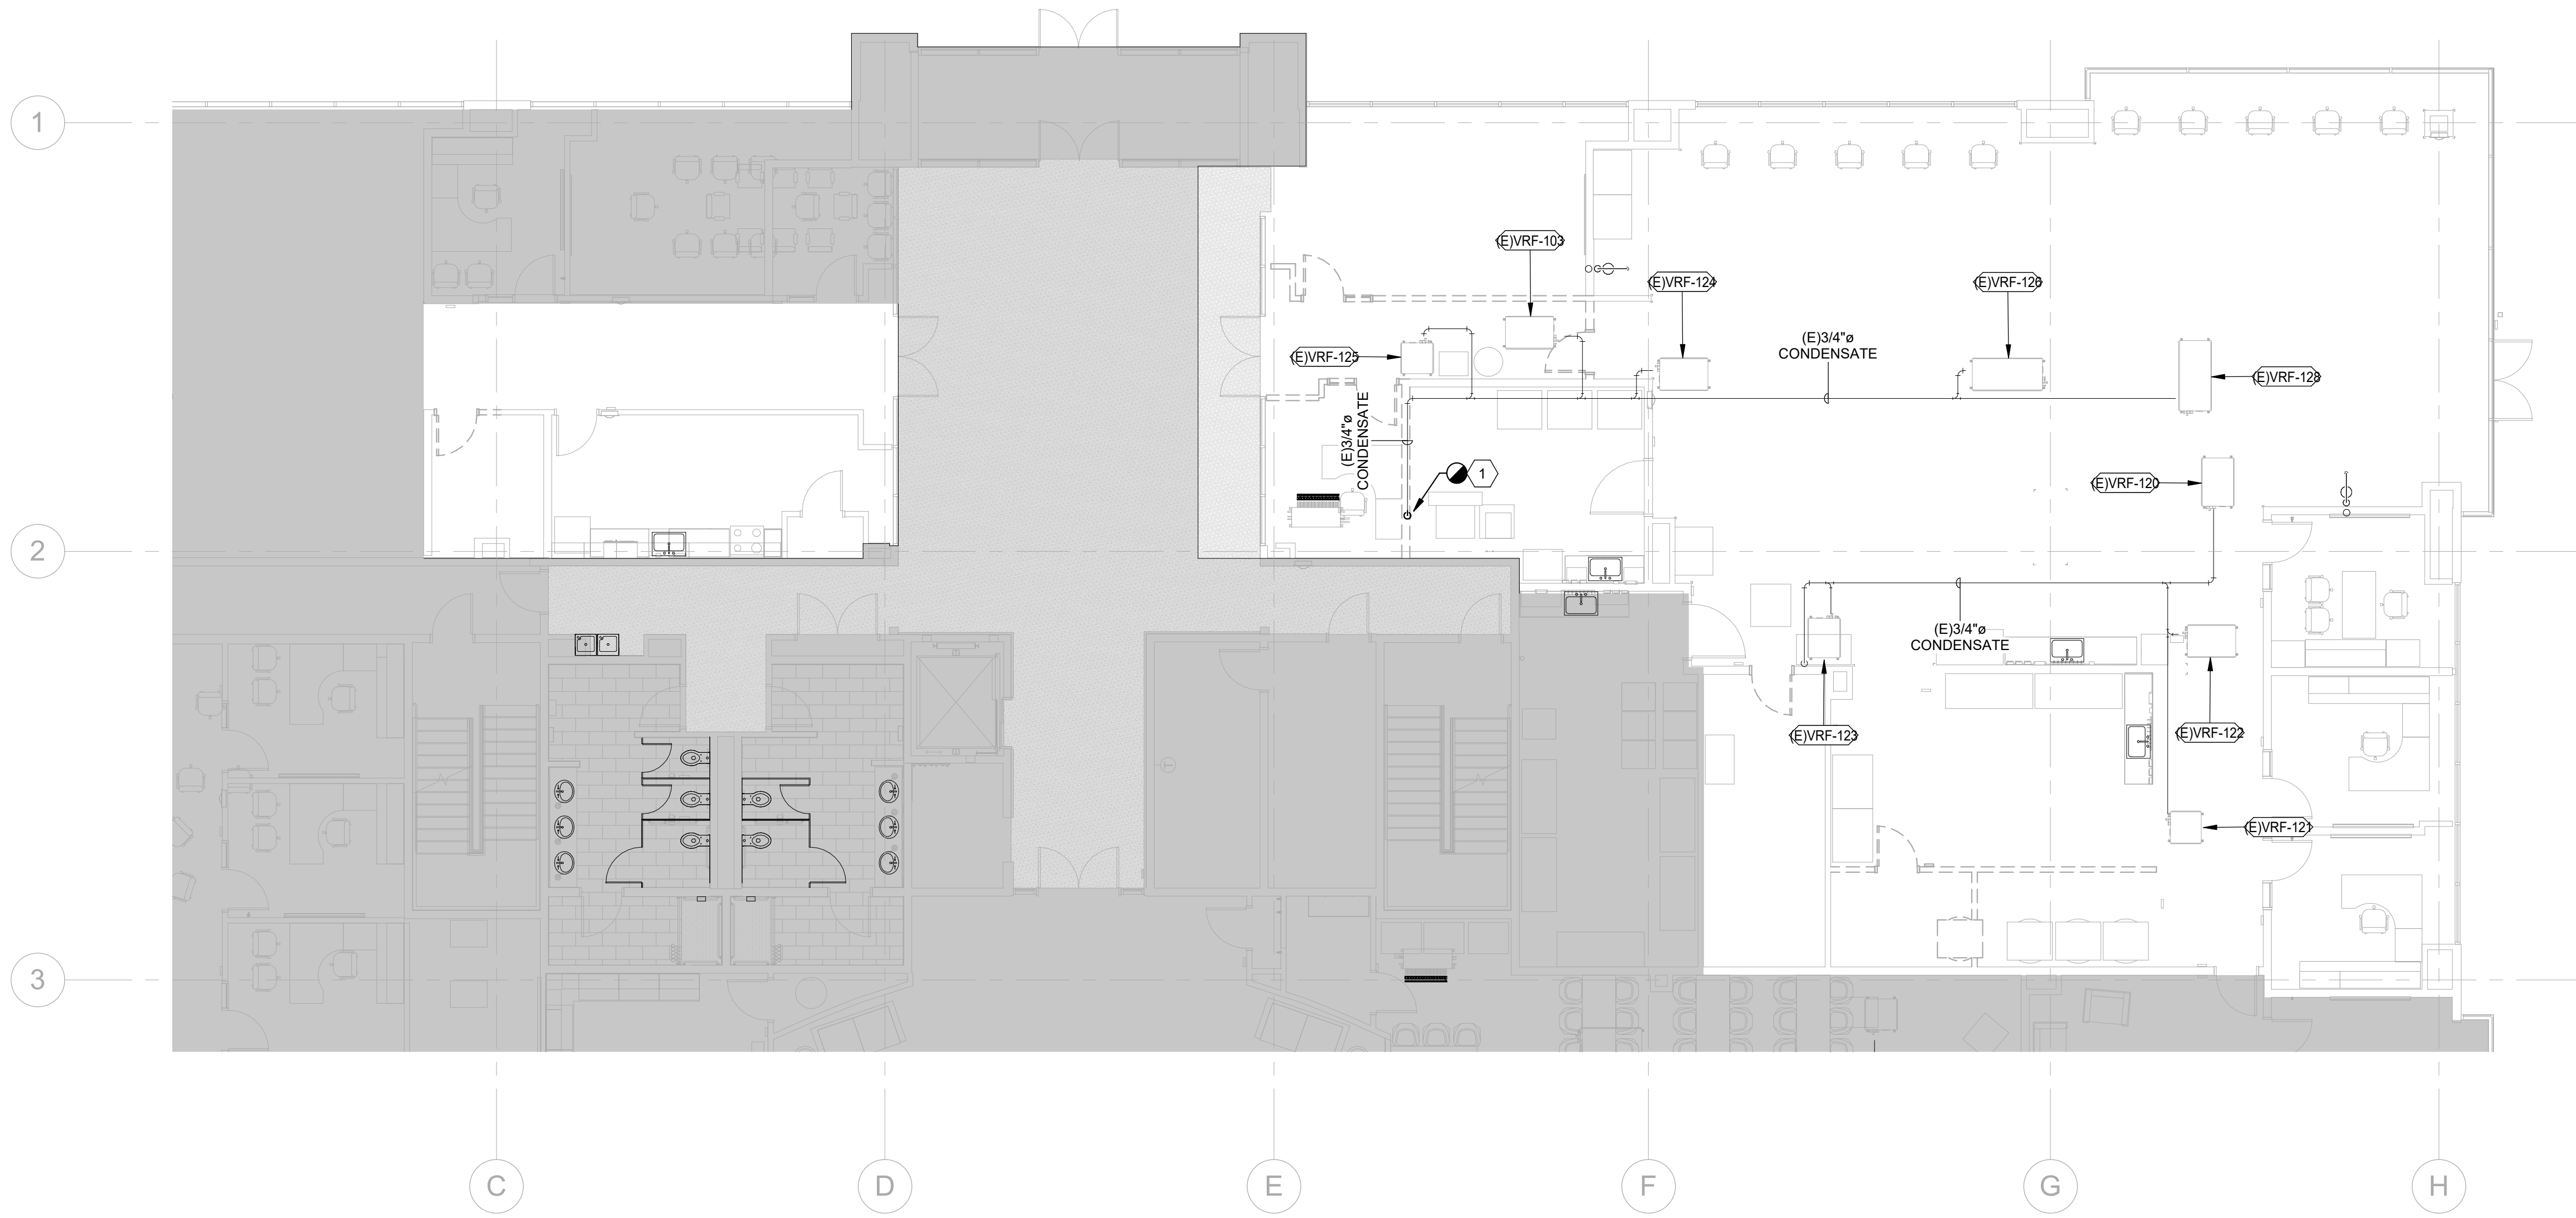 1
(E)VRF-103
(E)VRF-124
(E)VRF-126
(E)3/4"ø
CONDENSATE
(E)VRF-125
(E)VRF-128
(E)3/4"ø
CONDENSATE
1
(E)VRF-120
2
(E)3/4"ø
CONDENSATE
(E)VRF-123
(E)VRF-122
(E)VRF-121
3
C
D
E
F
G
H